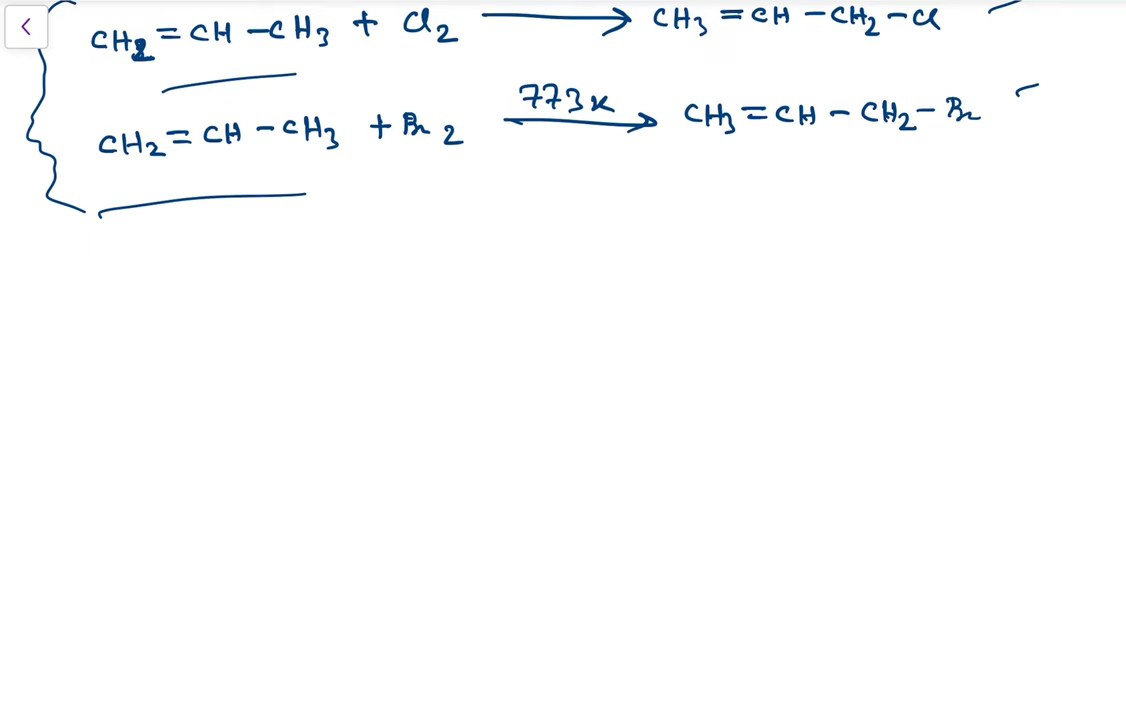 CH2 = CH - CH3 + Cl2 → CH3 = CH - CH2 - Cl
CH2 = CH - CH3 + Br2 773K → CH3 = CH - CH2 - Br